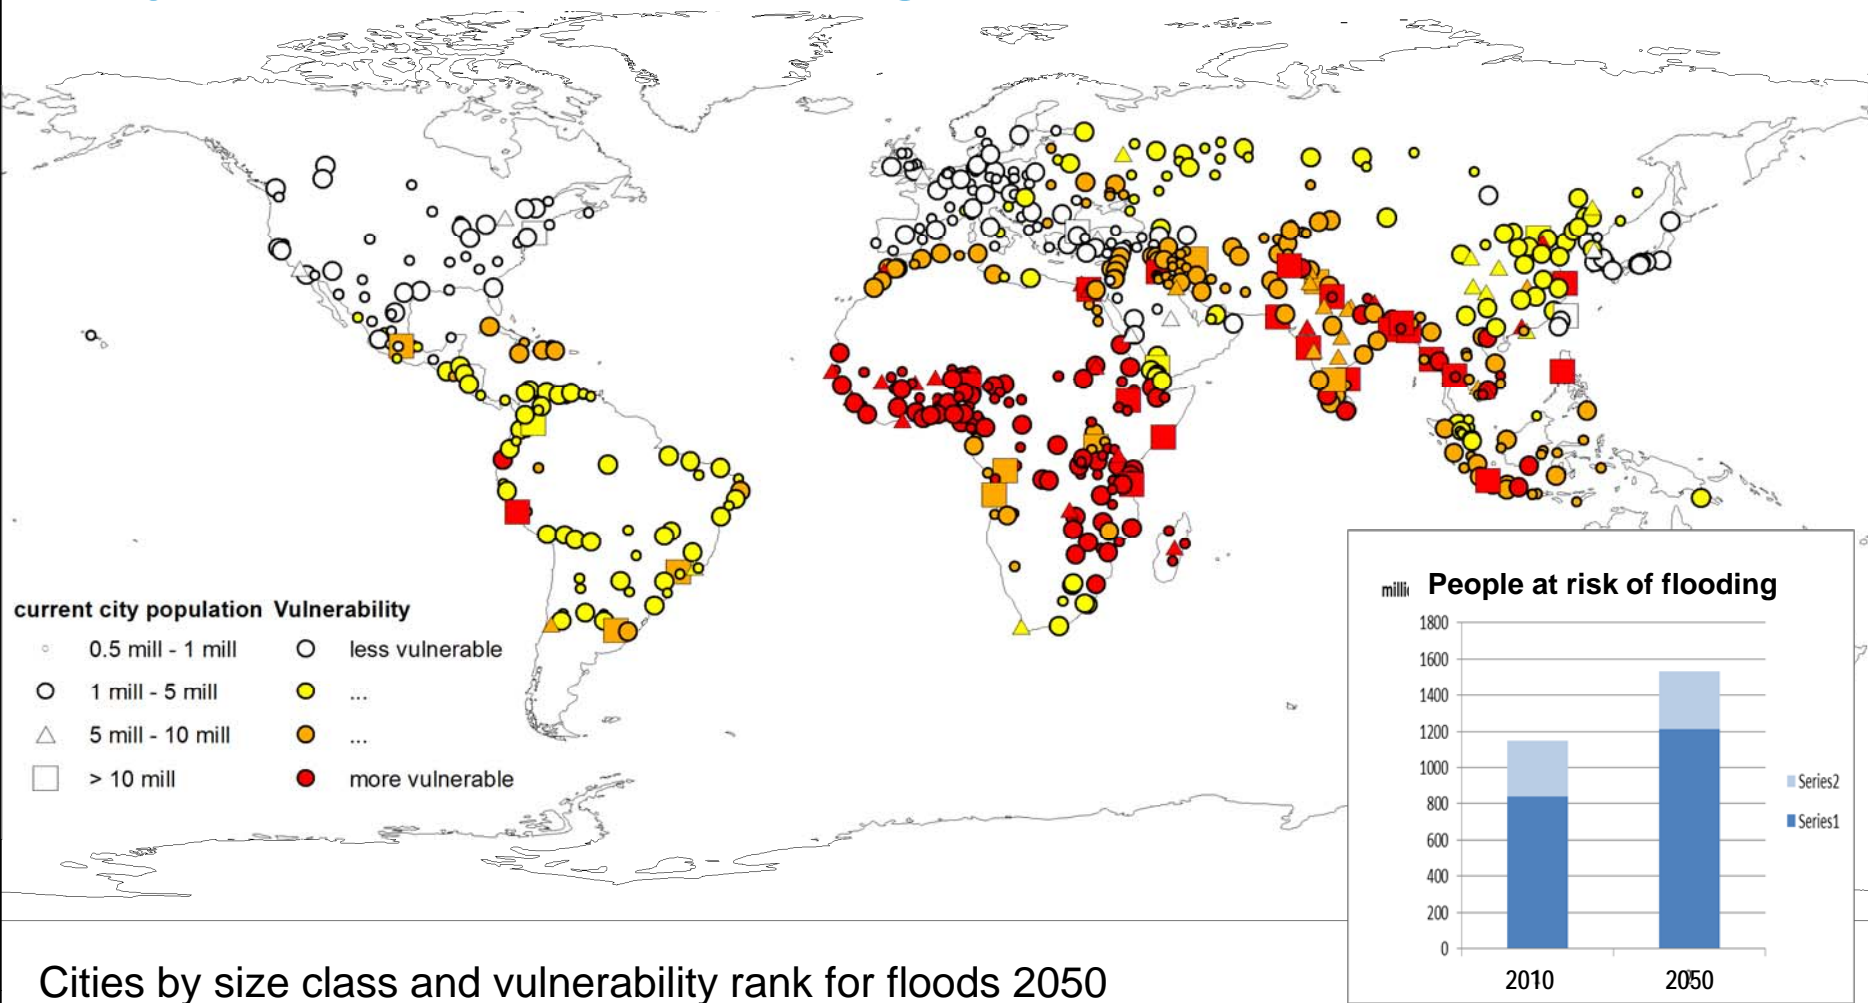 current city population Vulnerability
0.5 mill - 1 mill less vulnerable
1 mill - 5 mill ...
5 mill - 10 mill ...
> 10 mill more vulnerable
People at risk of flooding
1800
1600
1400
1200
1000
800
600
400
200
0
2010 2050
Series2
Series1
Cities by size class and vulnerability rank for floods 2050